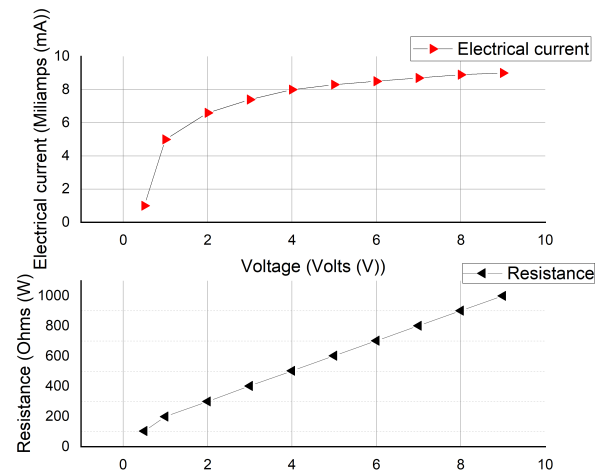 Electrical current
Electrical current (Miliamps (mA))
10
8
6
4
2
0
0 2 4 6 8 10
Voltage (Volts (V))
Resistance
Resistance (Ohms (W)
1000
800
600
400
200
0
0 2 4 6 8 10